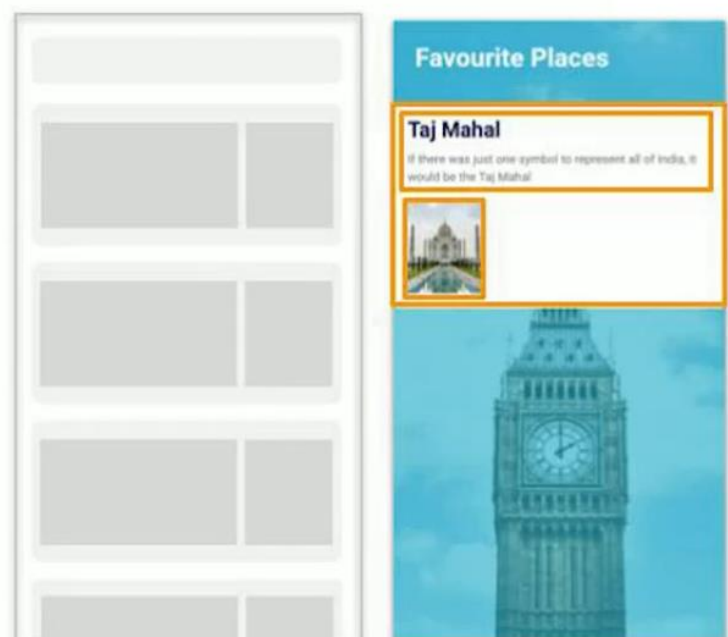 Favourite Places
Taj Mahal
If there was just one symbol to represent all of India, it
would be the Taj Mahal